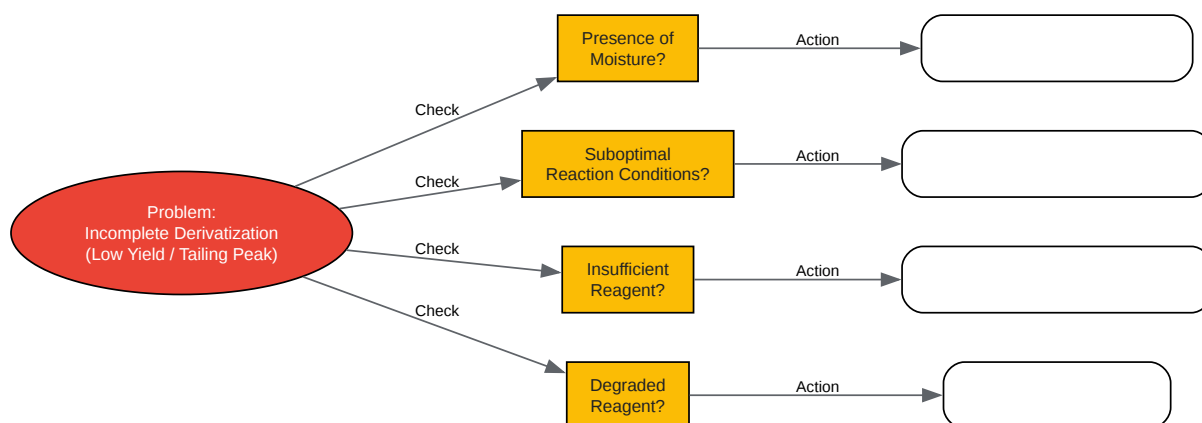 Problem:
Incomplete Derivatization
(Low Yield / Tailing Peak)
Check
Presence of
Moisture?
Action
Check
Suboptimal
Reaction Conditions?
Action
Check
Insufficient
Reagent?
Action
Check
Degraded
Reagent?
Action